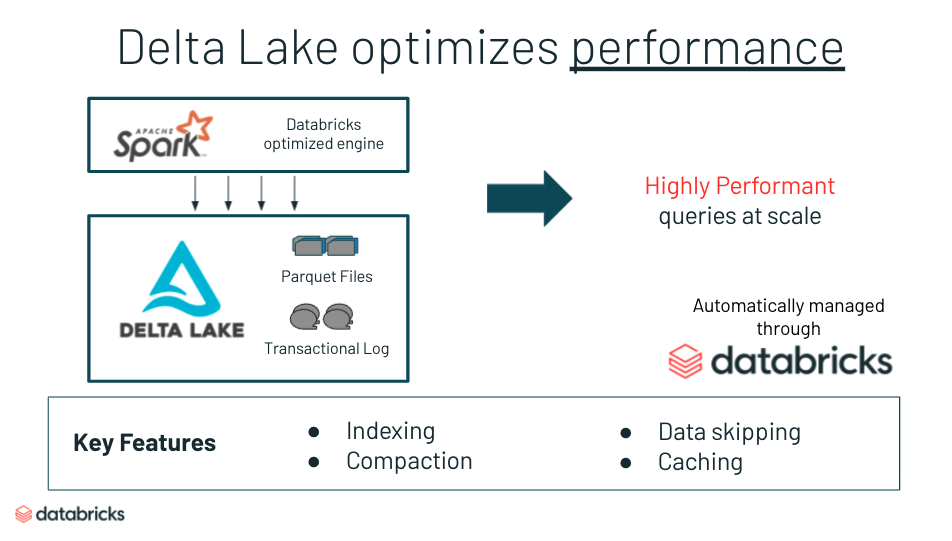 Delta Lake optimizes performance
APACHE
Spark™
Databricks
optimized engine
Highly Performant
queries at scale
Parquet Files
DELTA LAKE
Transactional Log
Automatically managed
through
databricks
Key Features
● Indexing
● Compaction
● Data skipping
● Caching
databricks